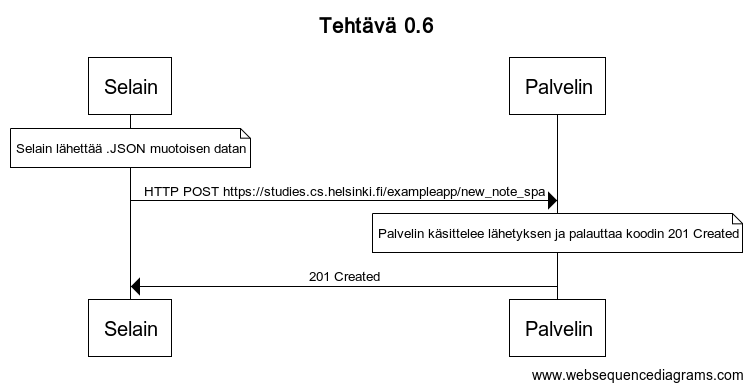 Tehtävä 0.6
Selain
Palvelin
Selain lähettää .JSON muotoisen datan
HTTP POST https://studies.cs.helsinki.fi/exampleapp/new_note_spa
Palvelin käsittelee lähetyksen ja palauttaa koodin 201 Created
201 Created
Selain
Palvelin
www.websequencediagrams.com